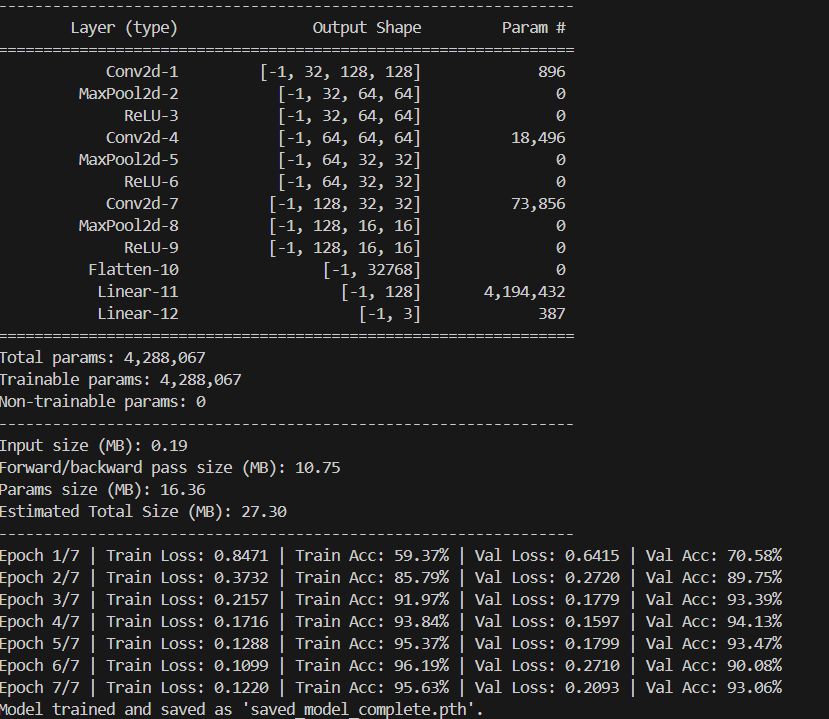 ----------------------------------------------------------------
Layer (type) Output Shape Param #
================================================================
Conv2d-1 [-1, 32, 128, 128] 896
MaxPool2d-2 [-1, 32, 64, 64] 0
ReLU-3 [-1, 32, 64, 64] 0
Conv2d-4 [-1, 64, 64, 64] 18,496
MaxPool2d-5 [-1, 64, 32, 32] 0
ReLU-6 [-1, 64, 32, 32] 0
Conv2d-7 [-1, 128, 32, 32] 73,856
MaxPool2d-8 [-1, 128, 16, 16] 0
ReLU-9 [-1, 128, 16, 16] 0
Flatten-10 [-1, 32768] 0
Linear-11 [-1, 128] 4,194,432
Linear-12 [-1, 3] 387
================================================================
Total params: 4,288,067
Trainable params: 4,288,067
Non-trainable params: 0
----------------------------------------------------------------
Input size (MB): 0.19
Forward/backward pass size (MB): 10.75
Params size (MB): 16.36
Estimated Total Size (MB): 27.30
----------------------------------------------------------------
Epoch 1/7 | Train Loss: 0.8471 | Train Acc: 59.37% | Val Loss: 0.6415 | Val Acc: 70.58%
Epoch 2/7 | Train Loss: 0.3732 | Train Acc: 85.79% | Val Loss: 0.2720 | Val Acc: 89.75%
Epoch 3/7 | Train Loss: 0.2157 | Train Acc: 91.97% | Val Loss: 0.1779 | Val Acc: 93.39%
Epoch 4/7 | Train Loss: 0.1716 | Train Acc: 93.84% | Val Loss: 0.1597 | Val Acc: 94.13%
Epoch 5/7 | Train Loss: 0.1288 | Train Acc: 95.37% | Val Loss: 0.1799 | Val Acc: 93.47%
Epoch 6/7 | Train Loss: 0.1099 | Train Acc: 96.19% | Val Loss: 0.2710 | Val Acc: 90.08%
Epoch 7/7 | Train Loss: 0.1220 | Train Acc: 95.63% | Val Loss: 0.2093 | Val Acc: 93.06%
Model trained and saved as 'saved_model_complete.pth'.